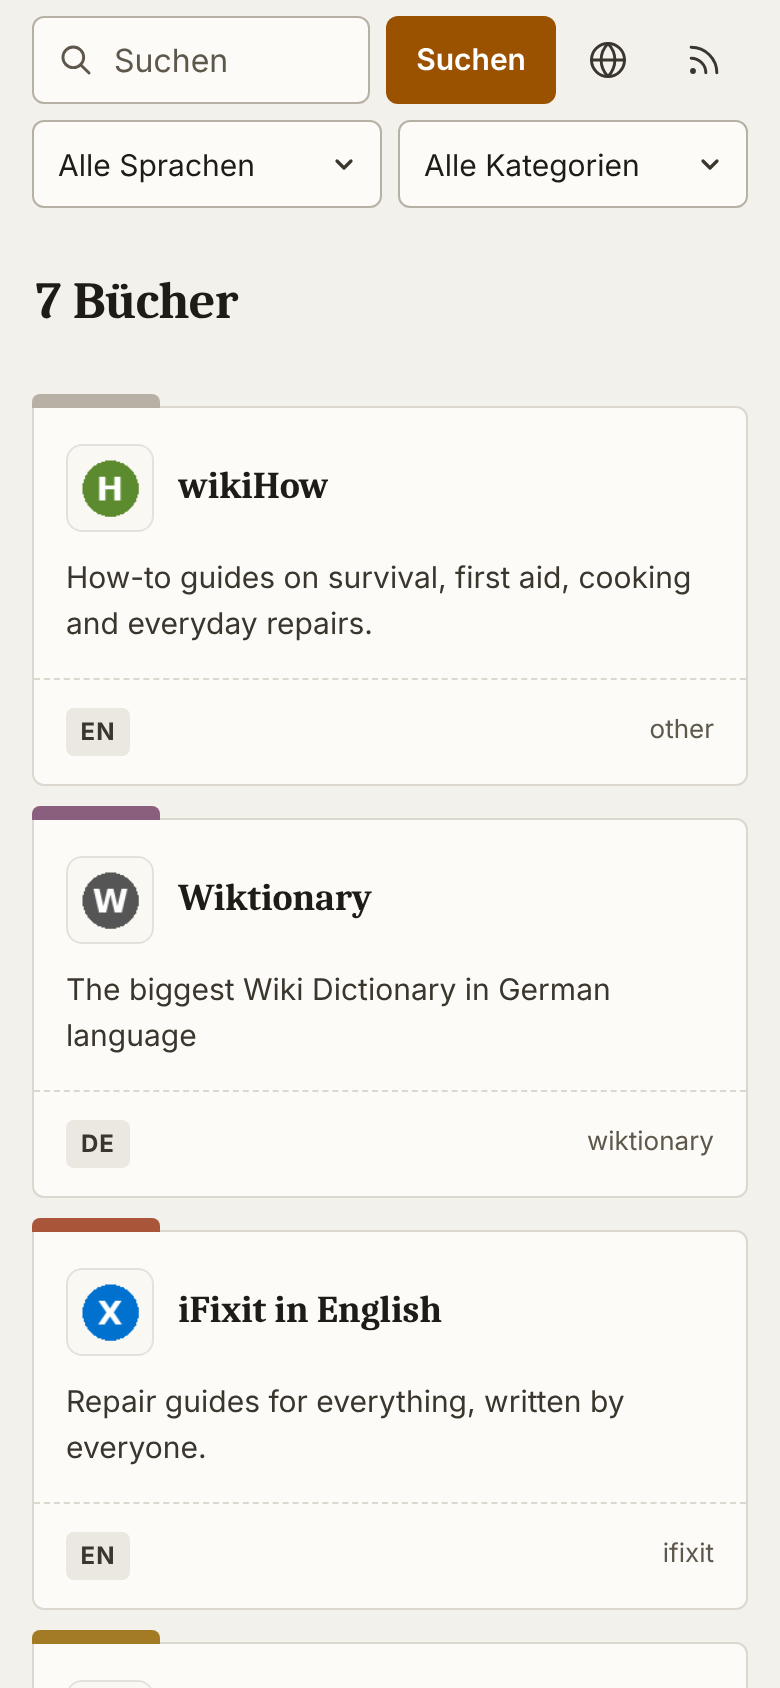 Suchen
Suchen
Alle Sprachen
Alle Kategorien
7 Bücher
H
wikiHow
How-to guides on survival, first aid, cooking
and everyday repairs.
EN
other
W
Wiktionary
The biggest Wiki Dictionary in German
language
DE
wiktionary
X
iFixit in English
Repair guides for everything, written by
everyone.
EN
ifixit